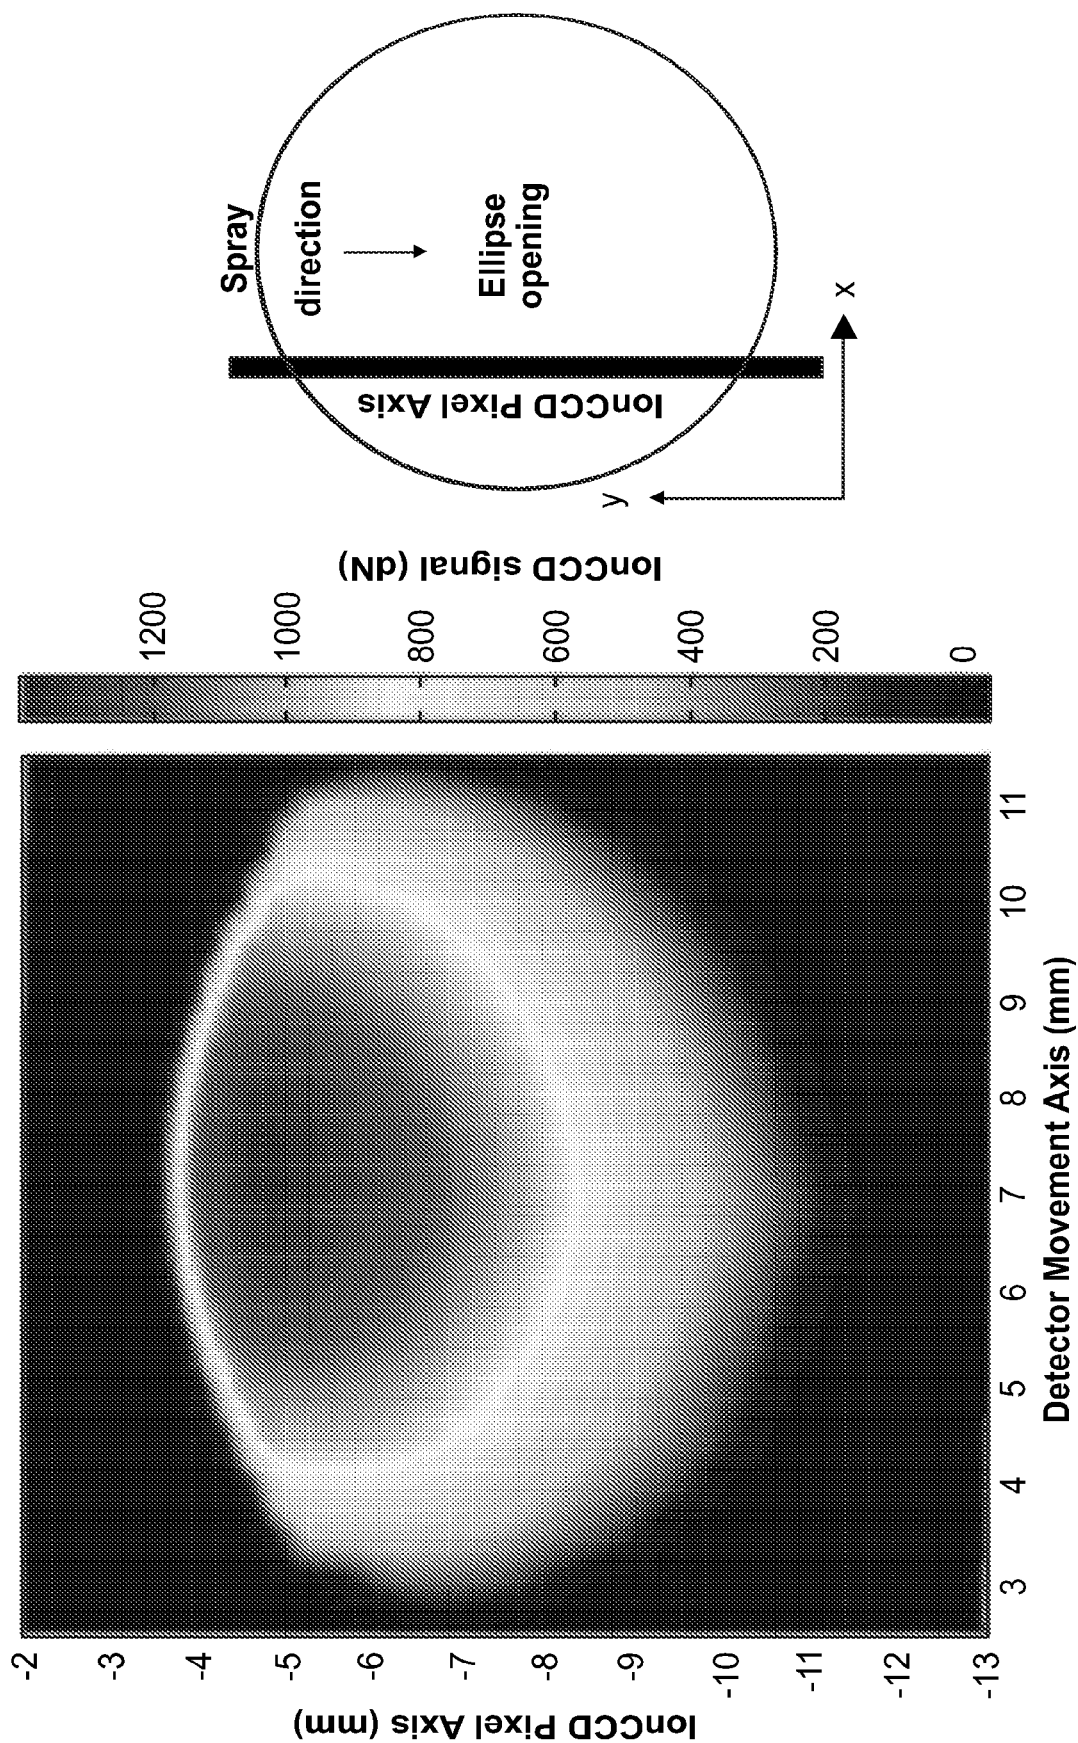 IonCCD Pixel Axis (mm)
-2
-3
-4
-5
-6
-7
-8
-9
-10
-11
-12
-13
3
4
5
6
7
8
9
10
11
Detector Movement Axis (mm)
1200
1000
800
600
400
200
0
IonCCD signal (dN)
Spray
direction
Ellipse
opening
IonCCD Pixel Axis
y
x